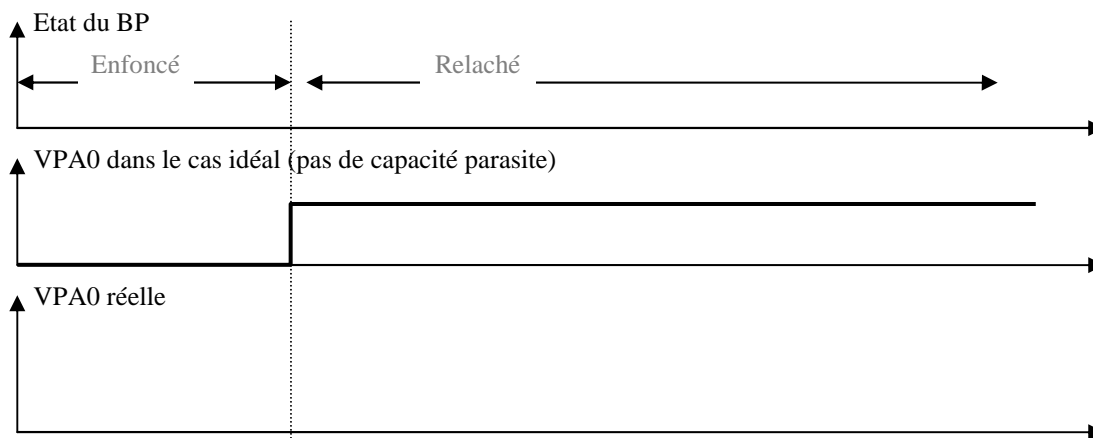 Etat du BP
Enfoncé
Relaché
VPA0 dans le cas idéal (pas de capacité parasite)
VPA0 réelle